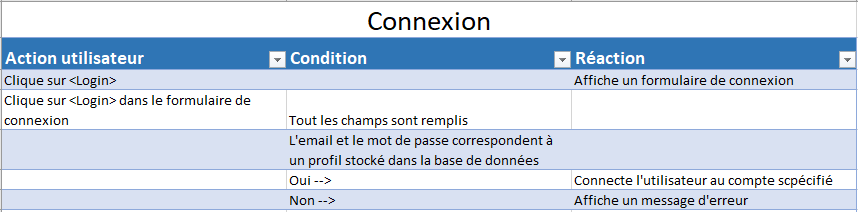 Connexion
Action utilisateur Condition Réaction
Clique sur <Login> Affiche un formulaire de connexion
Clique sur <Login> dans le formulaire de
connexion Tout les champs sont remplis
L'email et le mot de passe correspondent à
un profil stocké dans la base de données
Oui --> Connecte l'utilisateur au compte scpécifié
Non --> Affiche un message d'erreur